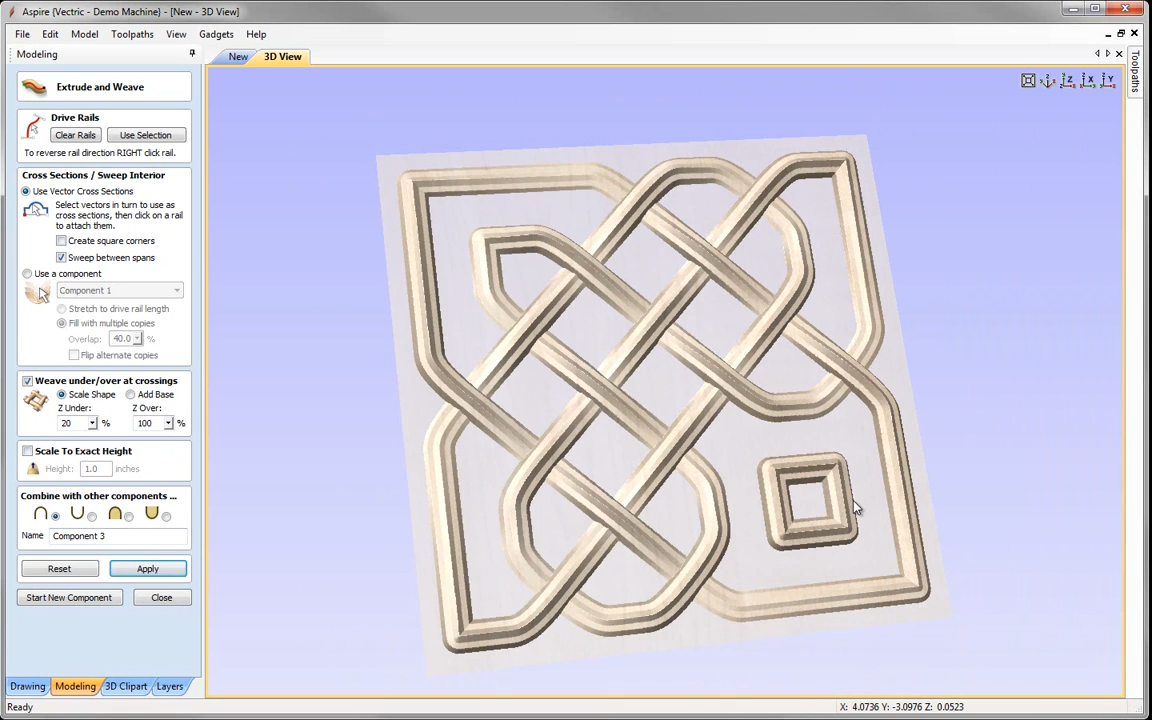 Aspire {Vectric - Demo Machine} - [New - 3D View]
File Edit Model Toolpaths View Gadgets Help
Modeling
New 3D View
Toolpaths
Z X Y
Extrude and Weave
Drive Rails
Clear Rails Use Selection
To reverse rail direction RIGHT click rail.
Cross Sections / Sweep Interior
Use Vector Cross Sections
Select vectors in turn to use as
cross sections, then click on a rail
to attach them.
Create square corners
Sweep between spans
Use a component
Component 1
Stretch to drive rail length
Fill with multiple copies
Overlap: 40.0 %
Flip alternate copies
Weave under/over at crossings
Scale Shape Add Base
Z Under: Z Over:
20 % 100 %
Scale To Exact Height
Height: 1.0 inches
Combine with other components ...
Name Component 3
Reset Apply
Start New Component Close
Drawing Modeling 3D Clipart Layers
Ready X: 4.0736 Y: -3.0976 Z: 0.0523